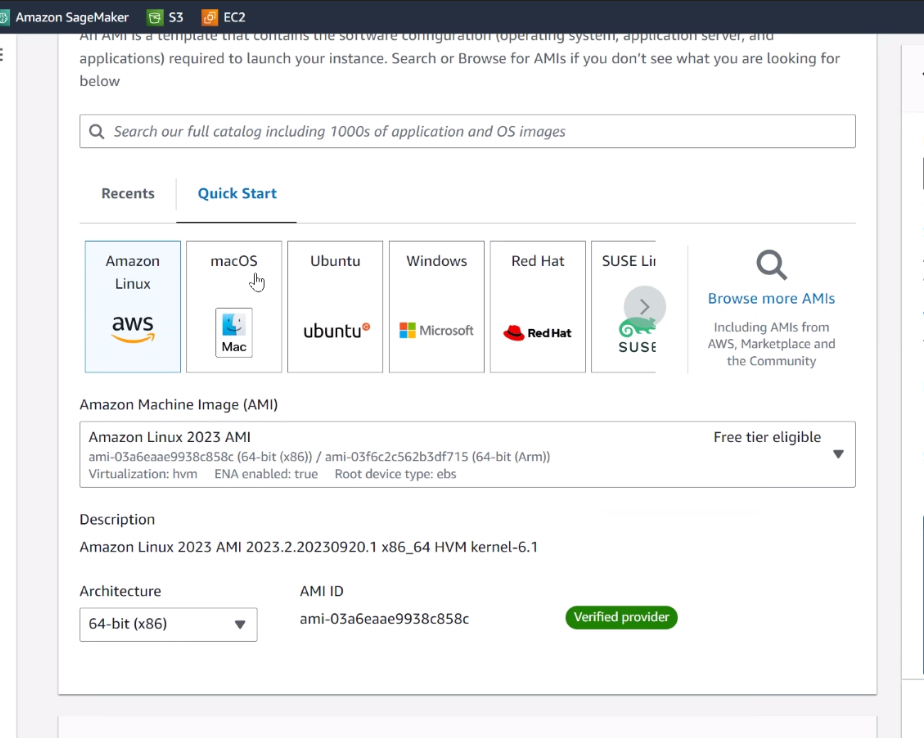 Amazon SageMaker S3 EC2
An AMI is a template that contains the software configuration (operating system, application server, and
applications) required to launch your instance. Search or Browse for AMIs if you don't see what you are looking for
below
Search our full catalog including 1000s of application and OS images
Recents Quick Start
Amazon
Linux
aws
macOS
Mac
Ubuntu
ubuntu
Windows
Microsoft
Red Hat
Red Hat
SUSE Li
SUSE
Browse more AMIs
Including AMIs from
AWS, Marketplace and
the Community
Amazon Machine Image (AMI)
Amazon Linux 2023 AMI Free tier eligible
ami-03a6eaae9938c858c (64-bit (x86)) / ami-03f6c2c562b3df715 (64-bit (Arm))
Virtualization: hvm ENA enabled: true Root device type: ebs
Description
Amazon Linux 2023 AMI 2023.2.20230920.1 x86_64 HVM kernel-6.1
Architecture AMI ID
64-bit (x86) ami-03a6eaae9938c858c Verified provider